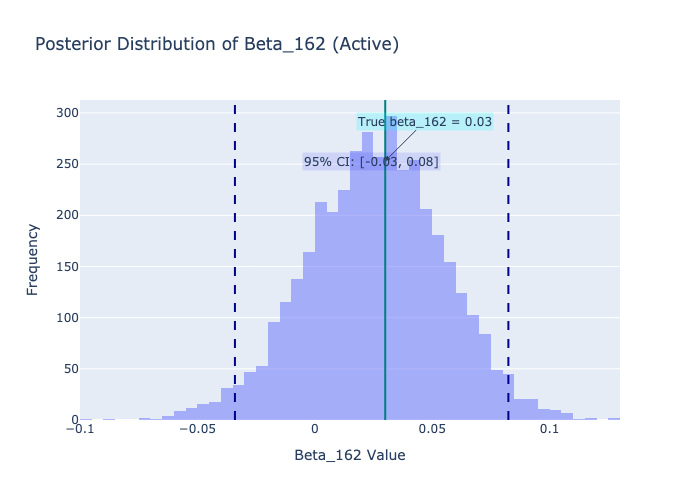 Posterior Distribution of Beta_162 (Active)
300
True beta_162 = 0.03
250
95% CI: [-0.03, 0.08]
200
Frequency
150
100
50
0
−0.1
−0.05
0
0.05
0.1
Beta_162 Value